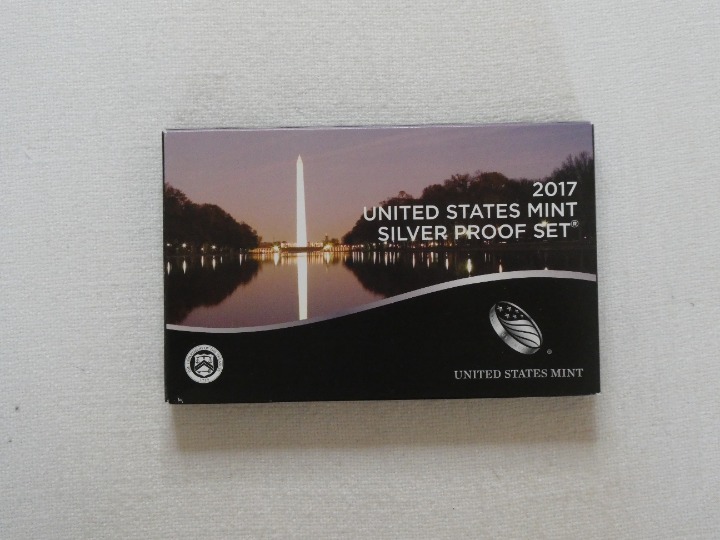 2017
UNITED STATES MINT
SILVER PROOF SET®
UNITED STATES MINT